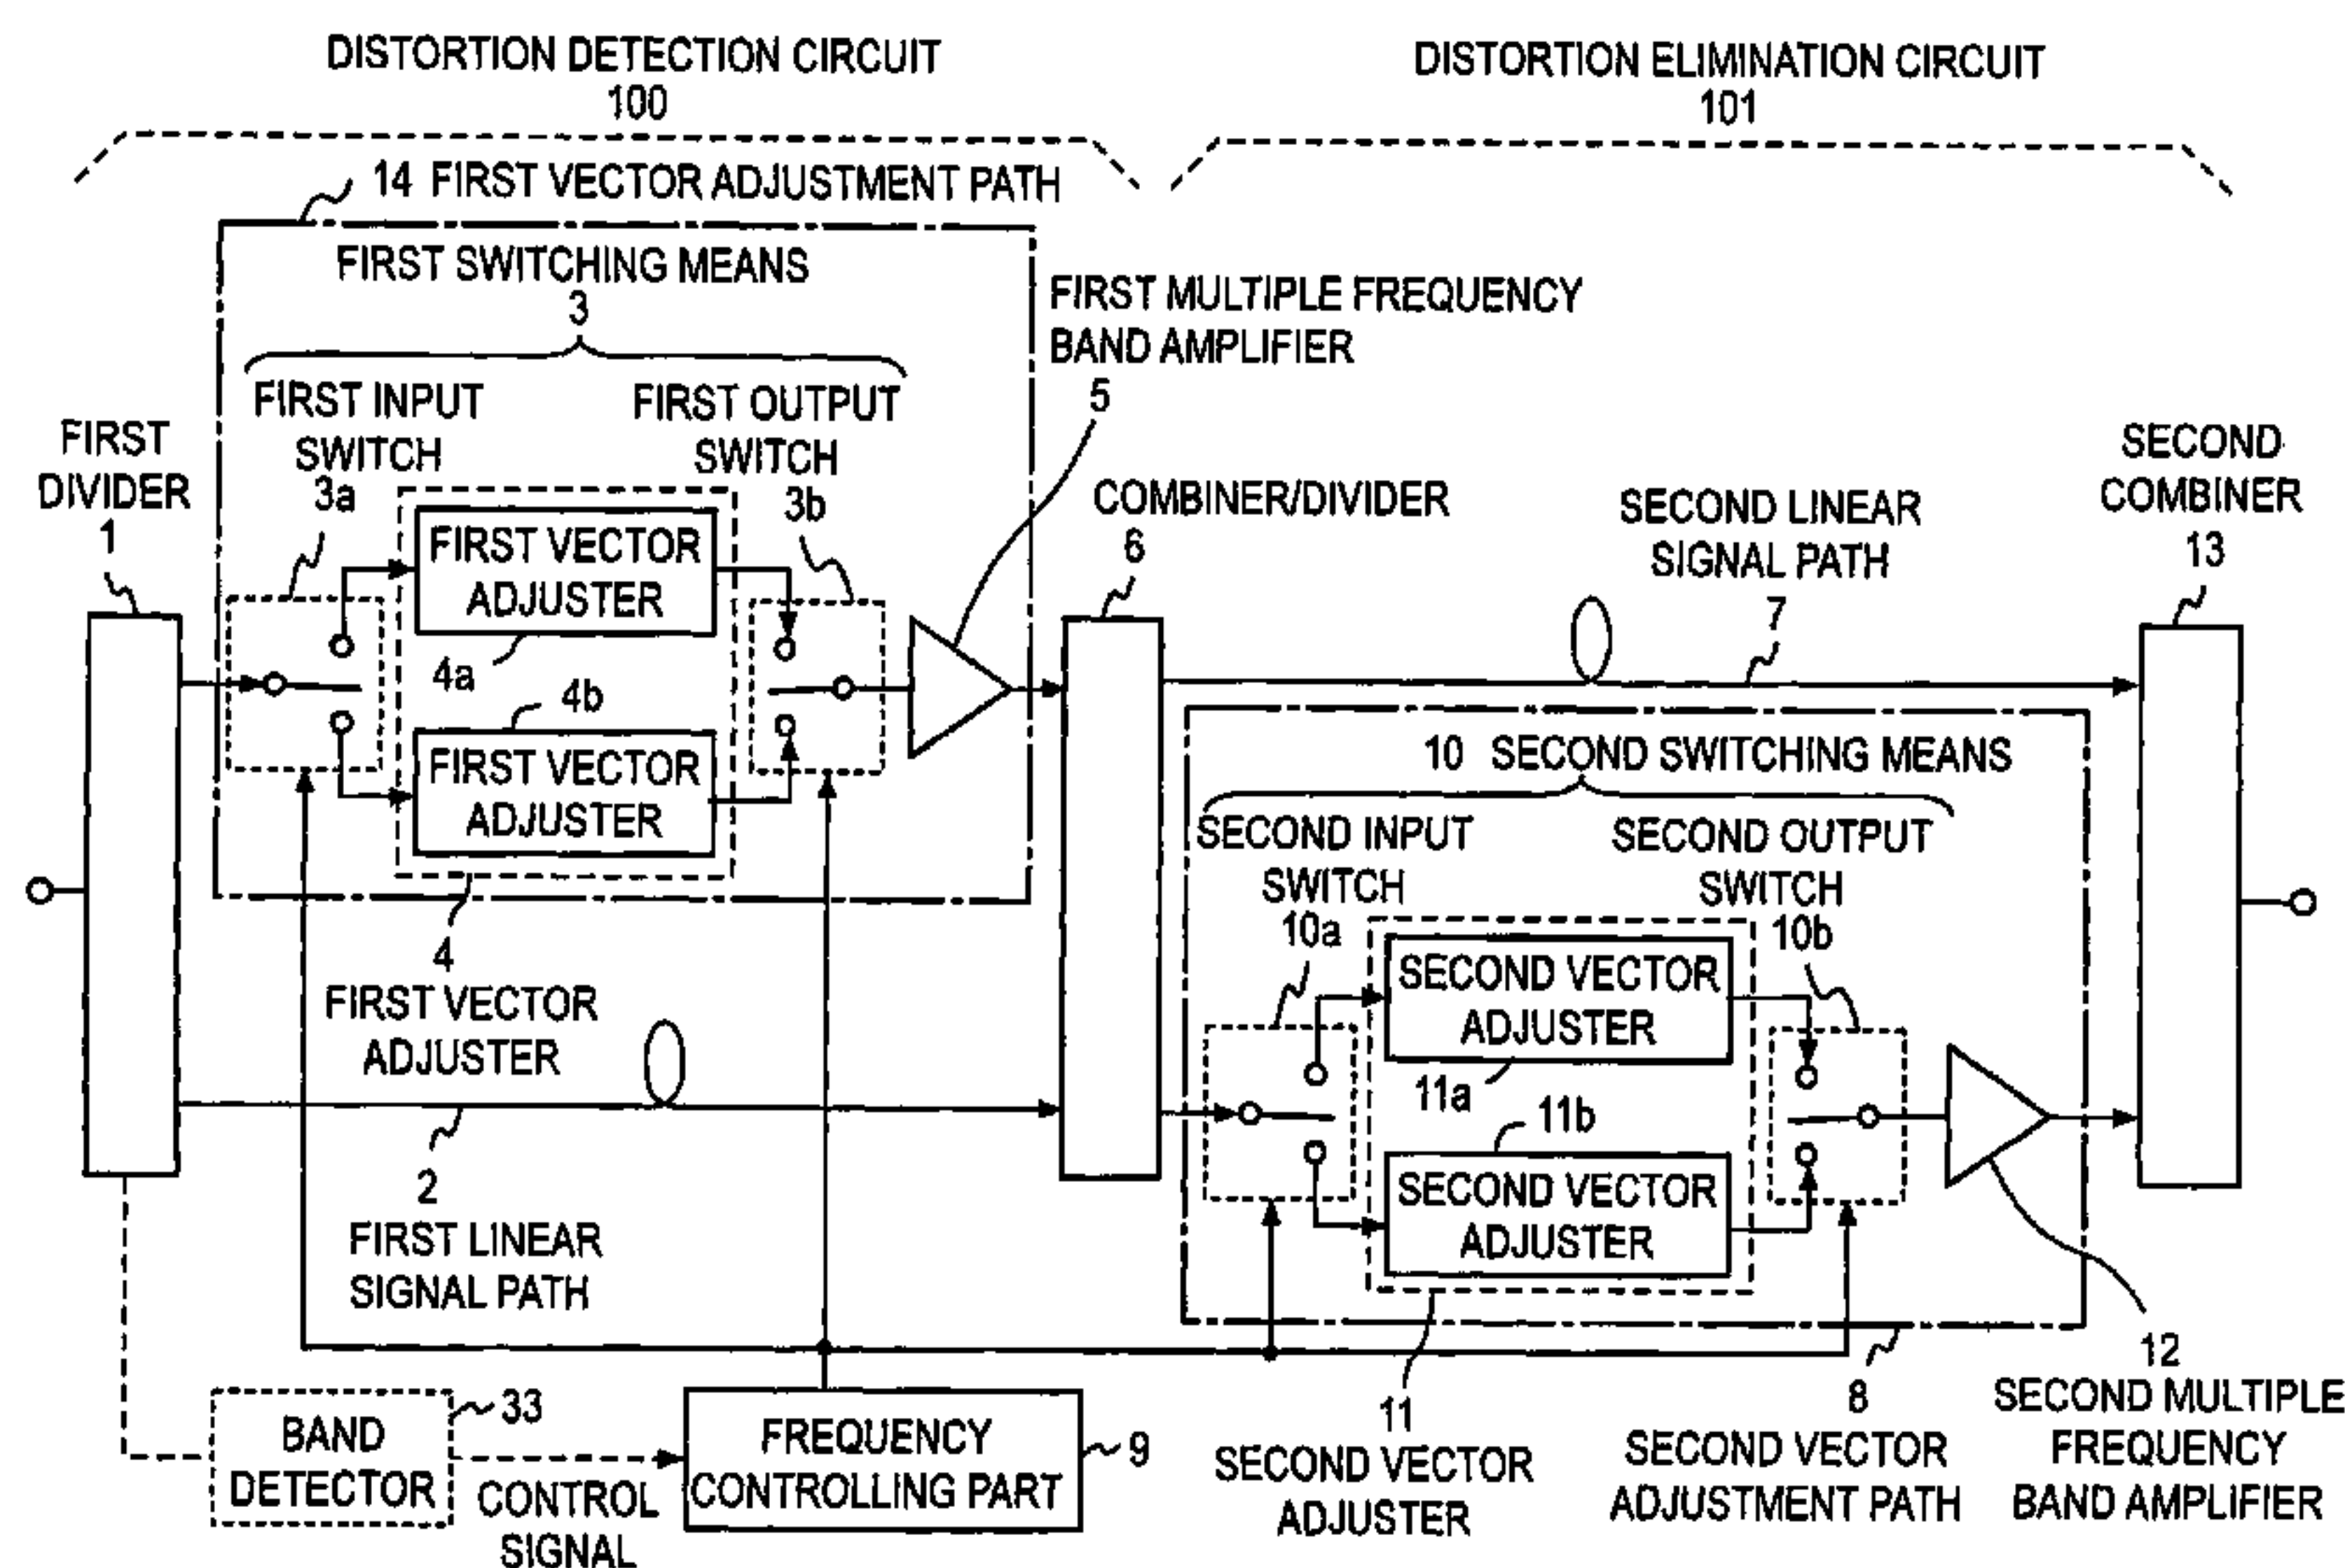 DISTORTION DETECTION CIRCUIT
100
DISTORTION ELIMINATION CIRCUIT
101
14 FIRST VECTOR ADJUSTMENT PATH
FIRST SWITCHING MEANS
3
FIRST MULTIPLE FREQUENCY
BAND AMPLIFIER
5
FIRST INPUT
SWITCH
3a
FIRST OUTPUT
SWITCH
3b
FIRST
DIVIDER
1
FIRST VECTOR
ADJUSTER
4a
4b
FIRST VECTOR
ADJUSTER
COMBINER/DIVIDER
6
SECOND LINEAR
SIGNAL PATH
7
SECOND
COMBINER
13
10 SECOND SWITCHING MEANS
SECOND INPUT
SWITCH
10a
SECOND OUTPUT
SWITCH
10b
4
FIRST VECTOR
ADJUSTER
SECOND VECTOR
ADJUSTER
11a
11b
SECOND VECTOR
ADJUSTER
2
FIRST LINEAR
SIGNAL PATH
BAND
DETECTOR
33
CONTROL
SIGNAL
FREQUENCY
CONTROLLING PART
9
11
SECOND VECTOR
ADJUSTER
8
SECOND VECTOR
ADJUSTMENT PATH
12
SECOND MULTIPLE
FREQUENCY
BAND AMPLIFIER